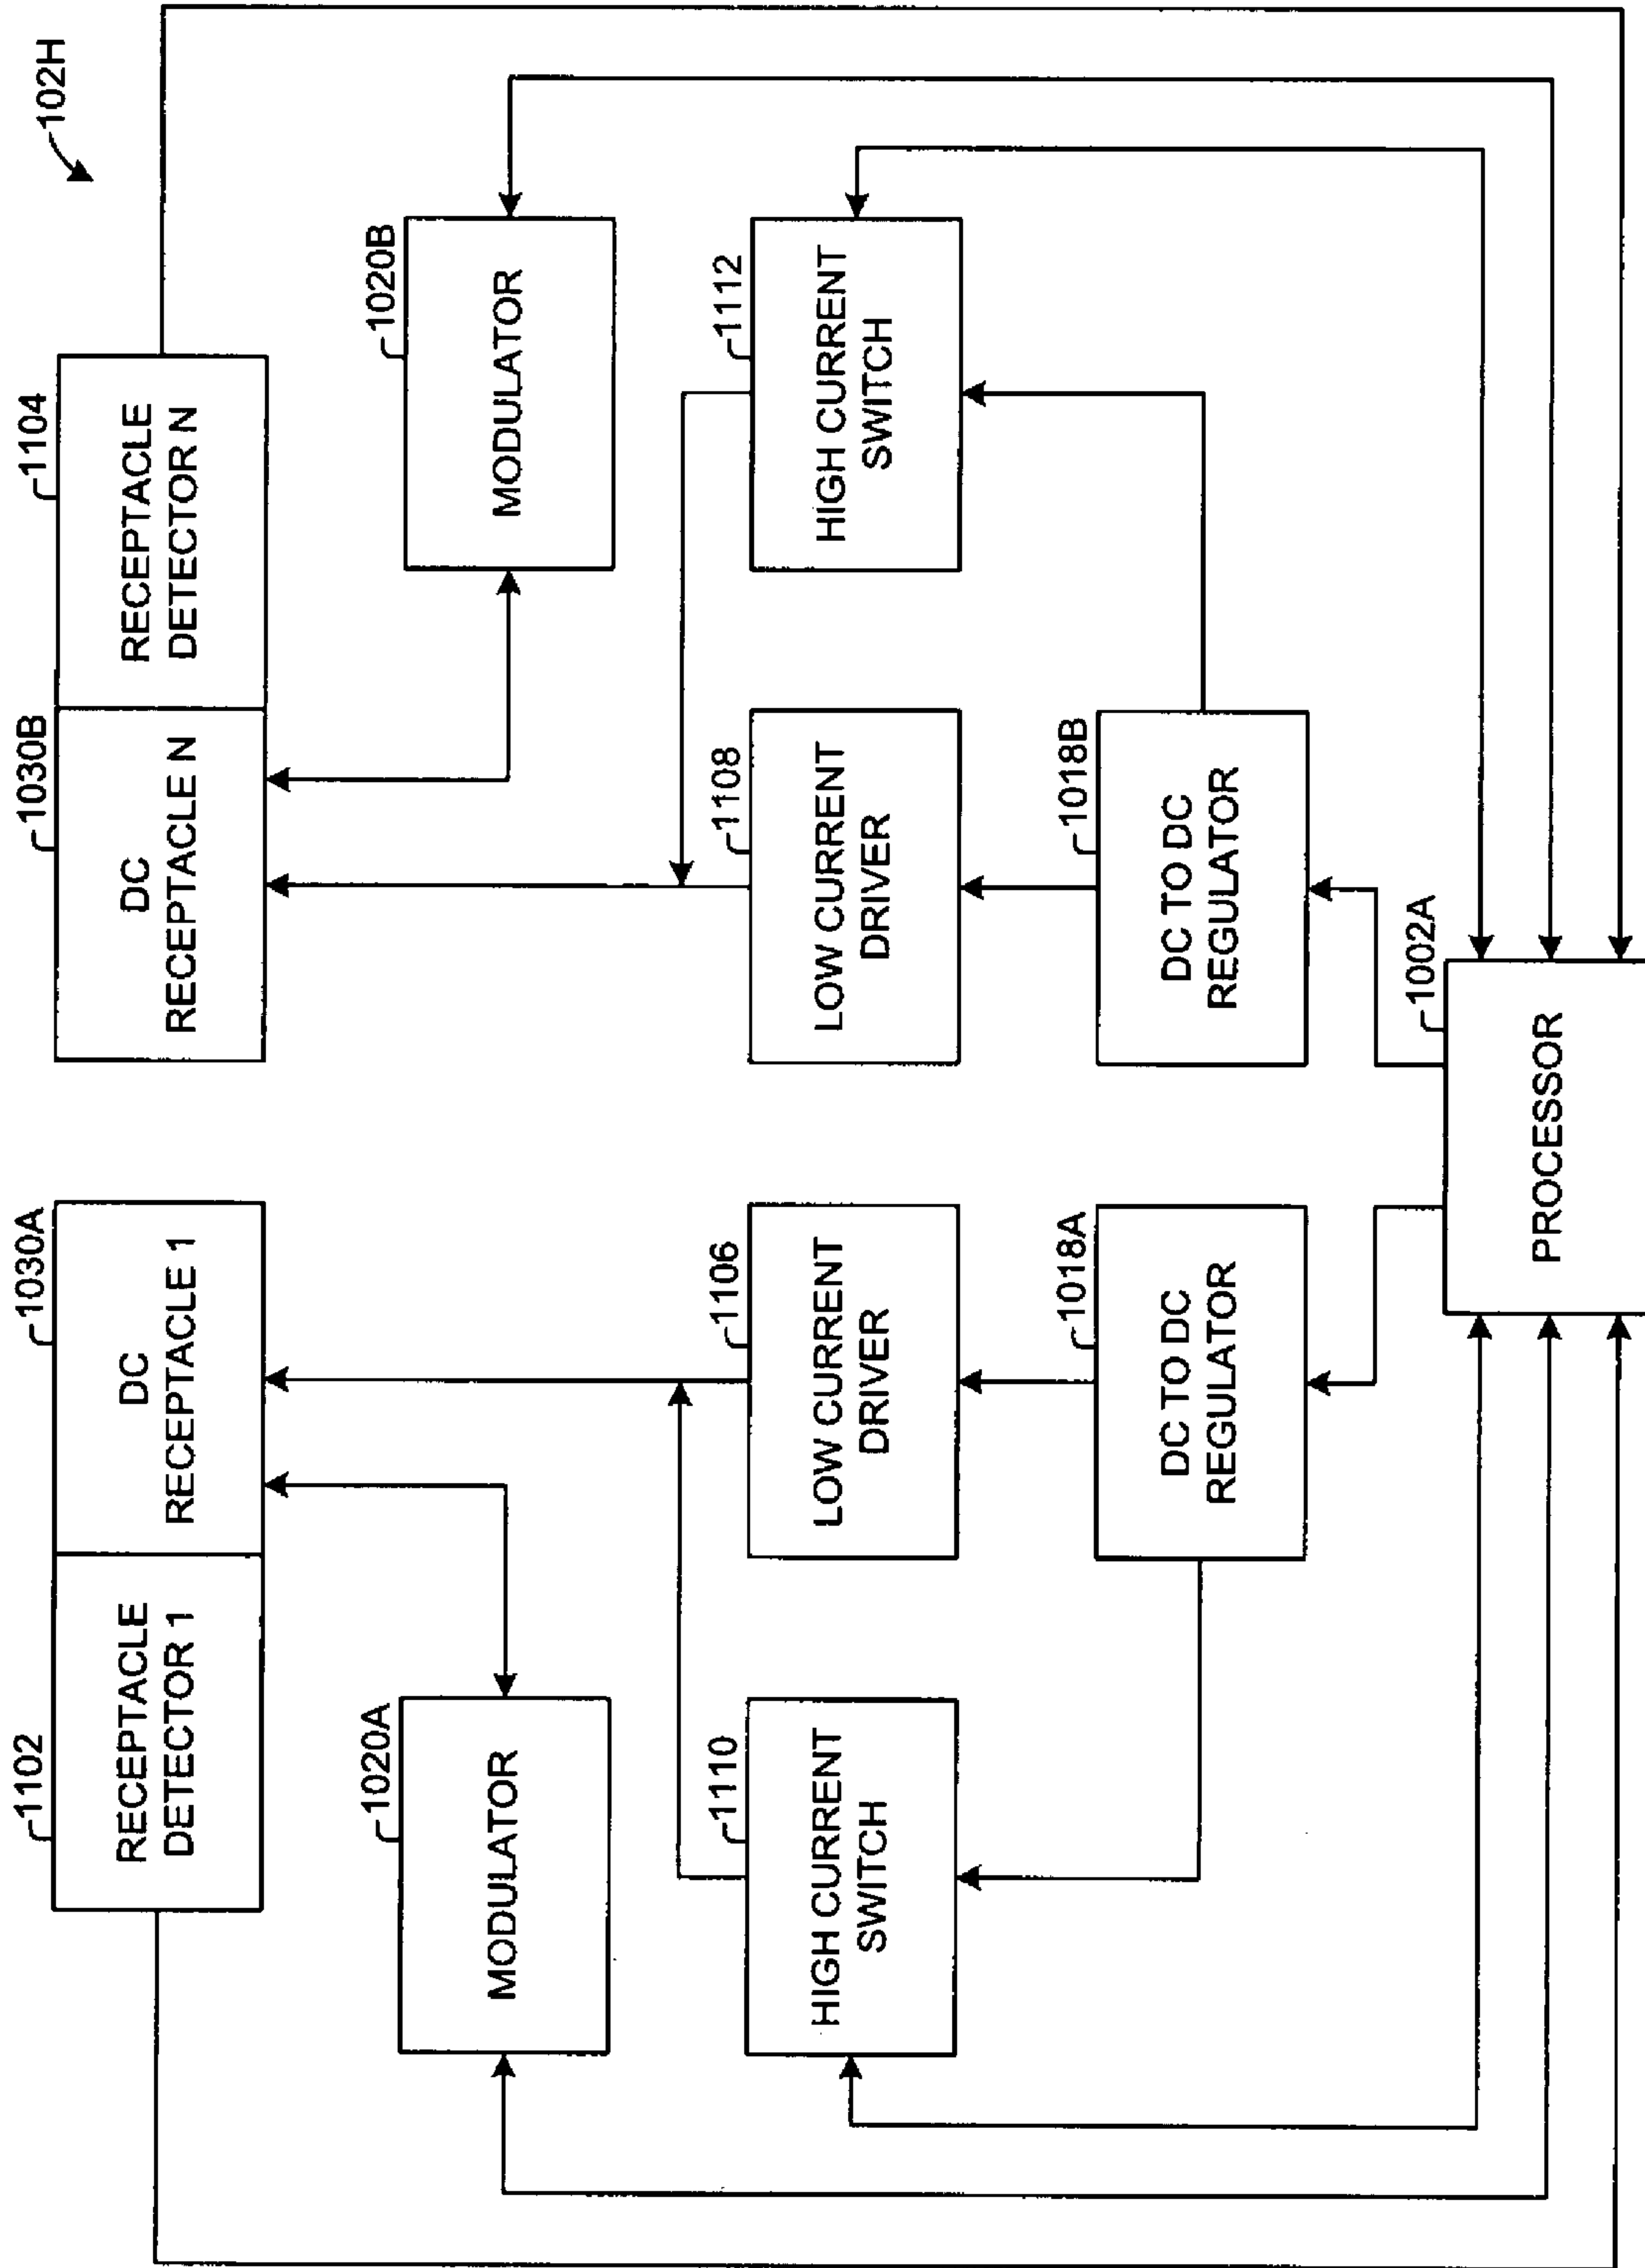 102H
1102
RECEPTACLE
DETECTOR 1
1030A
DC
RECEPTACLE 1
1030B
DC
RECEPTACLE N
1104
RECEPTACLE
DETECTOR N
1020A
MODULATOR
1020B
MODULATOR
1110
HIGH CURRENT
SWITCH
1106
LOW CURRENT
DRIVER
1108
LOW CURRENT
DRIVER
1112
HIGH CURRENT
SWITCH
1018A
DC TO DC
REGULATOR
1018B
DC TO DC
REGULATOR
1002A
PROCESSOR